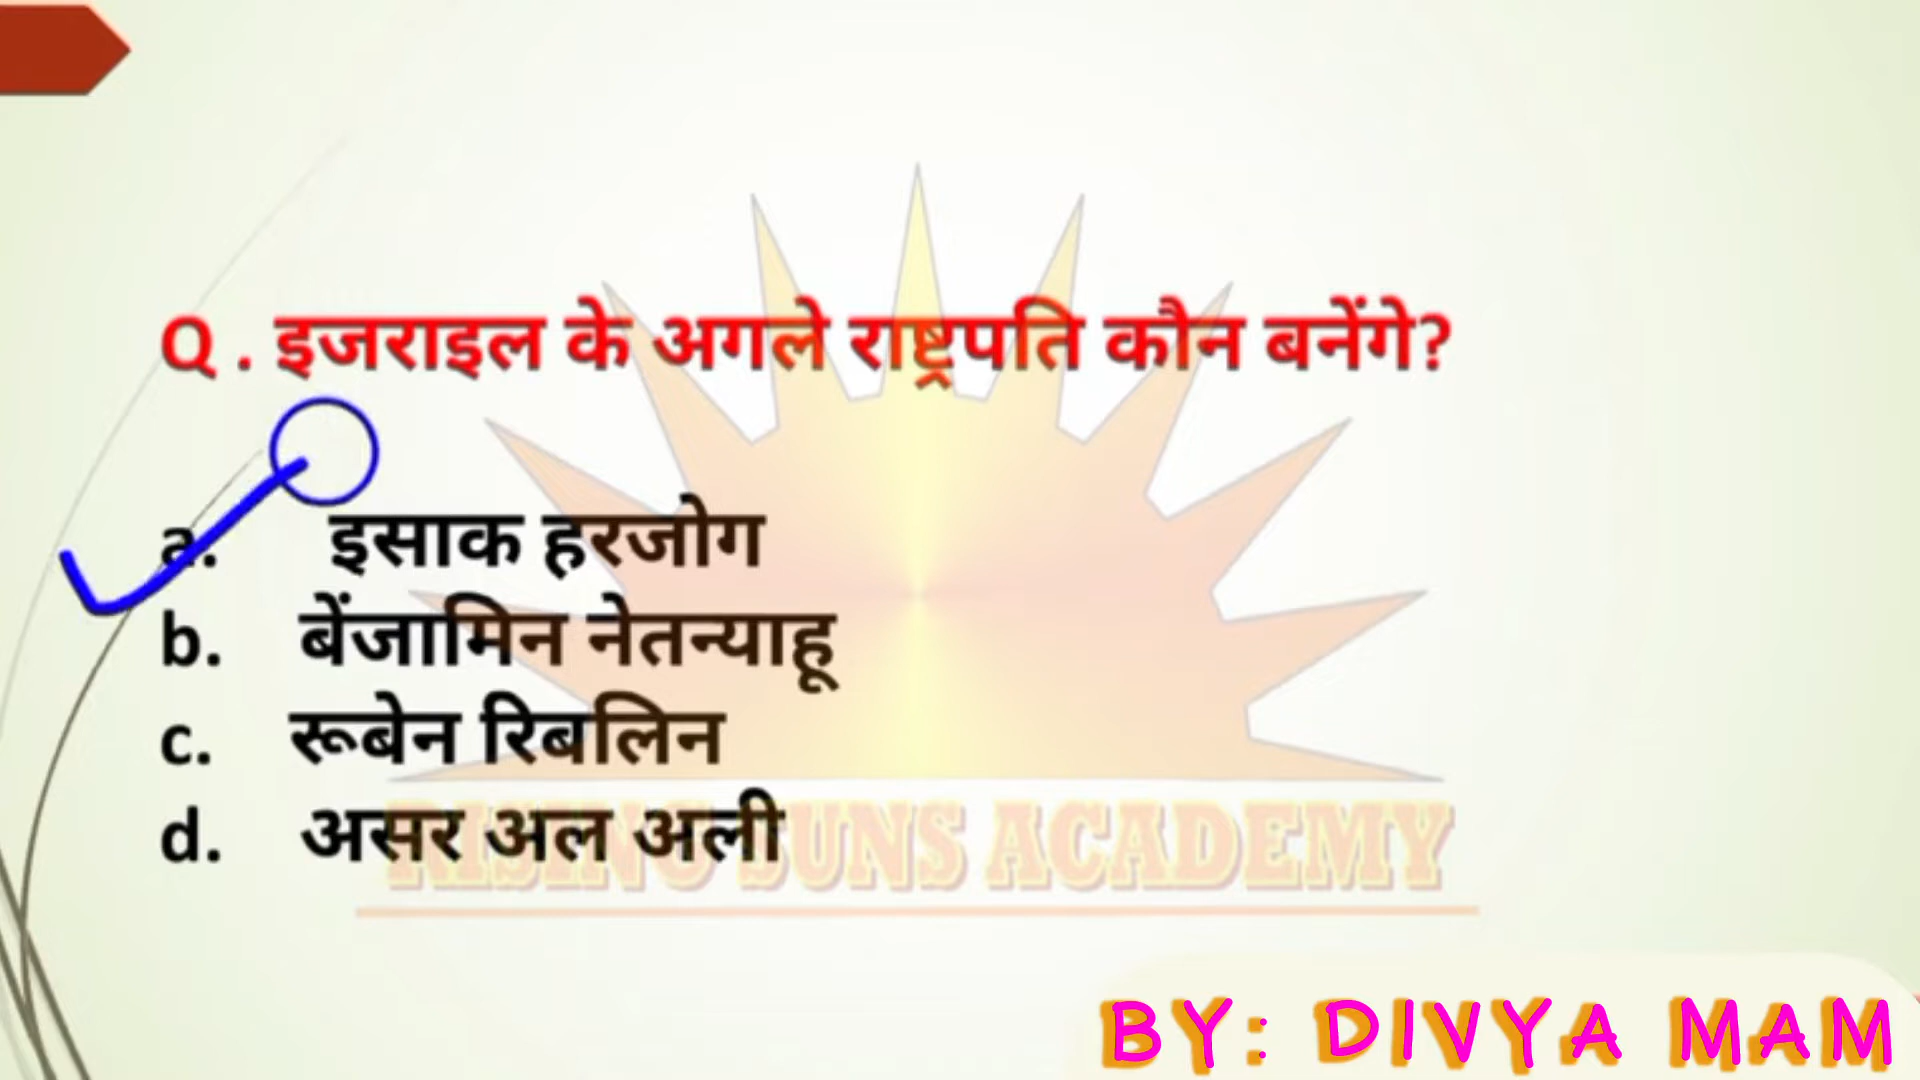 Q . इजराइल के अगले राष्ट्रपति कौन बनेंगे?
a. इसाक हरजोग
b. बेंजामिन नेतन्याहू
c. रूबेन रिबलिन
d. असर अल अली
RISING SUNS ACADEMY
BY: DIVYA MAM